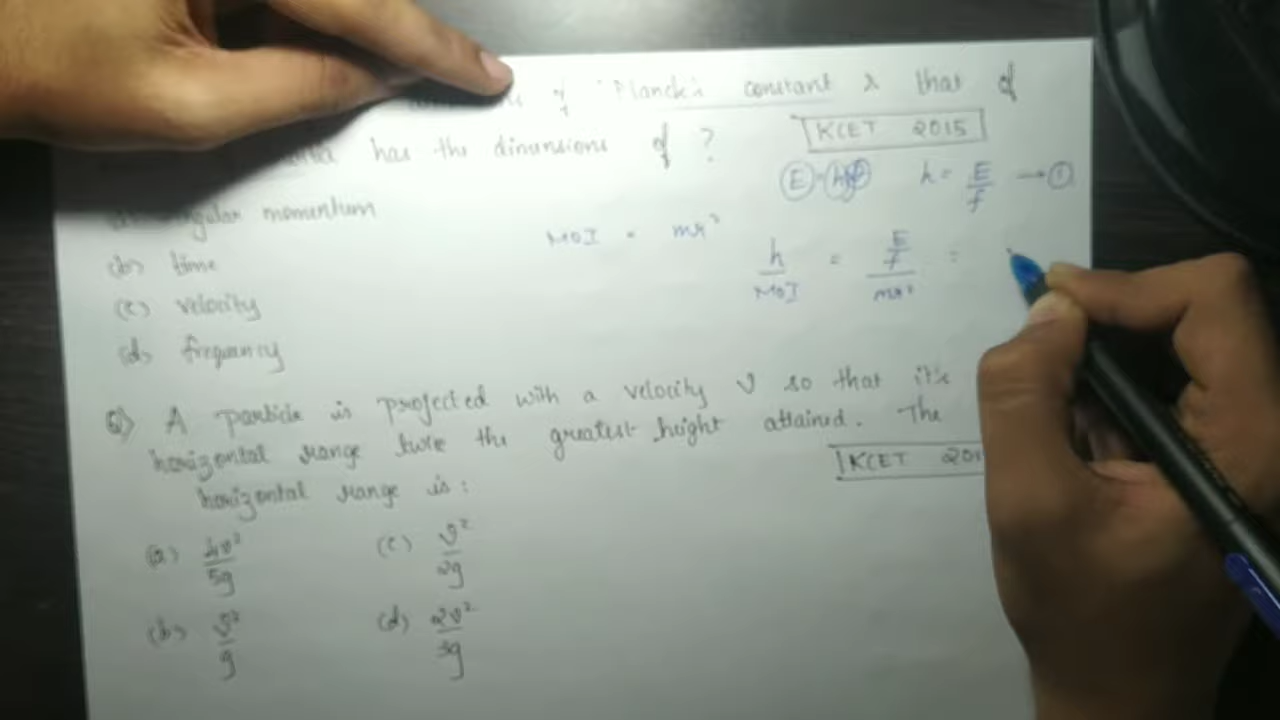 of Planck's constant & that of
has the dimensions of ? KCET 2015
E = hf h = E/f → ①
momentum
MOI = mr²
h/MOI = E/f / mr² =
(b) time
(c) velocity
(d) frequency
Q) A particle is projected with a velocity v so that it's
horizontal range twice the greatest height attained. The
KCET
horizontal range is :
(a) 4v²/5g (c) v²/2g
(b) v²/g (d) 2v²/3g